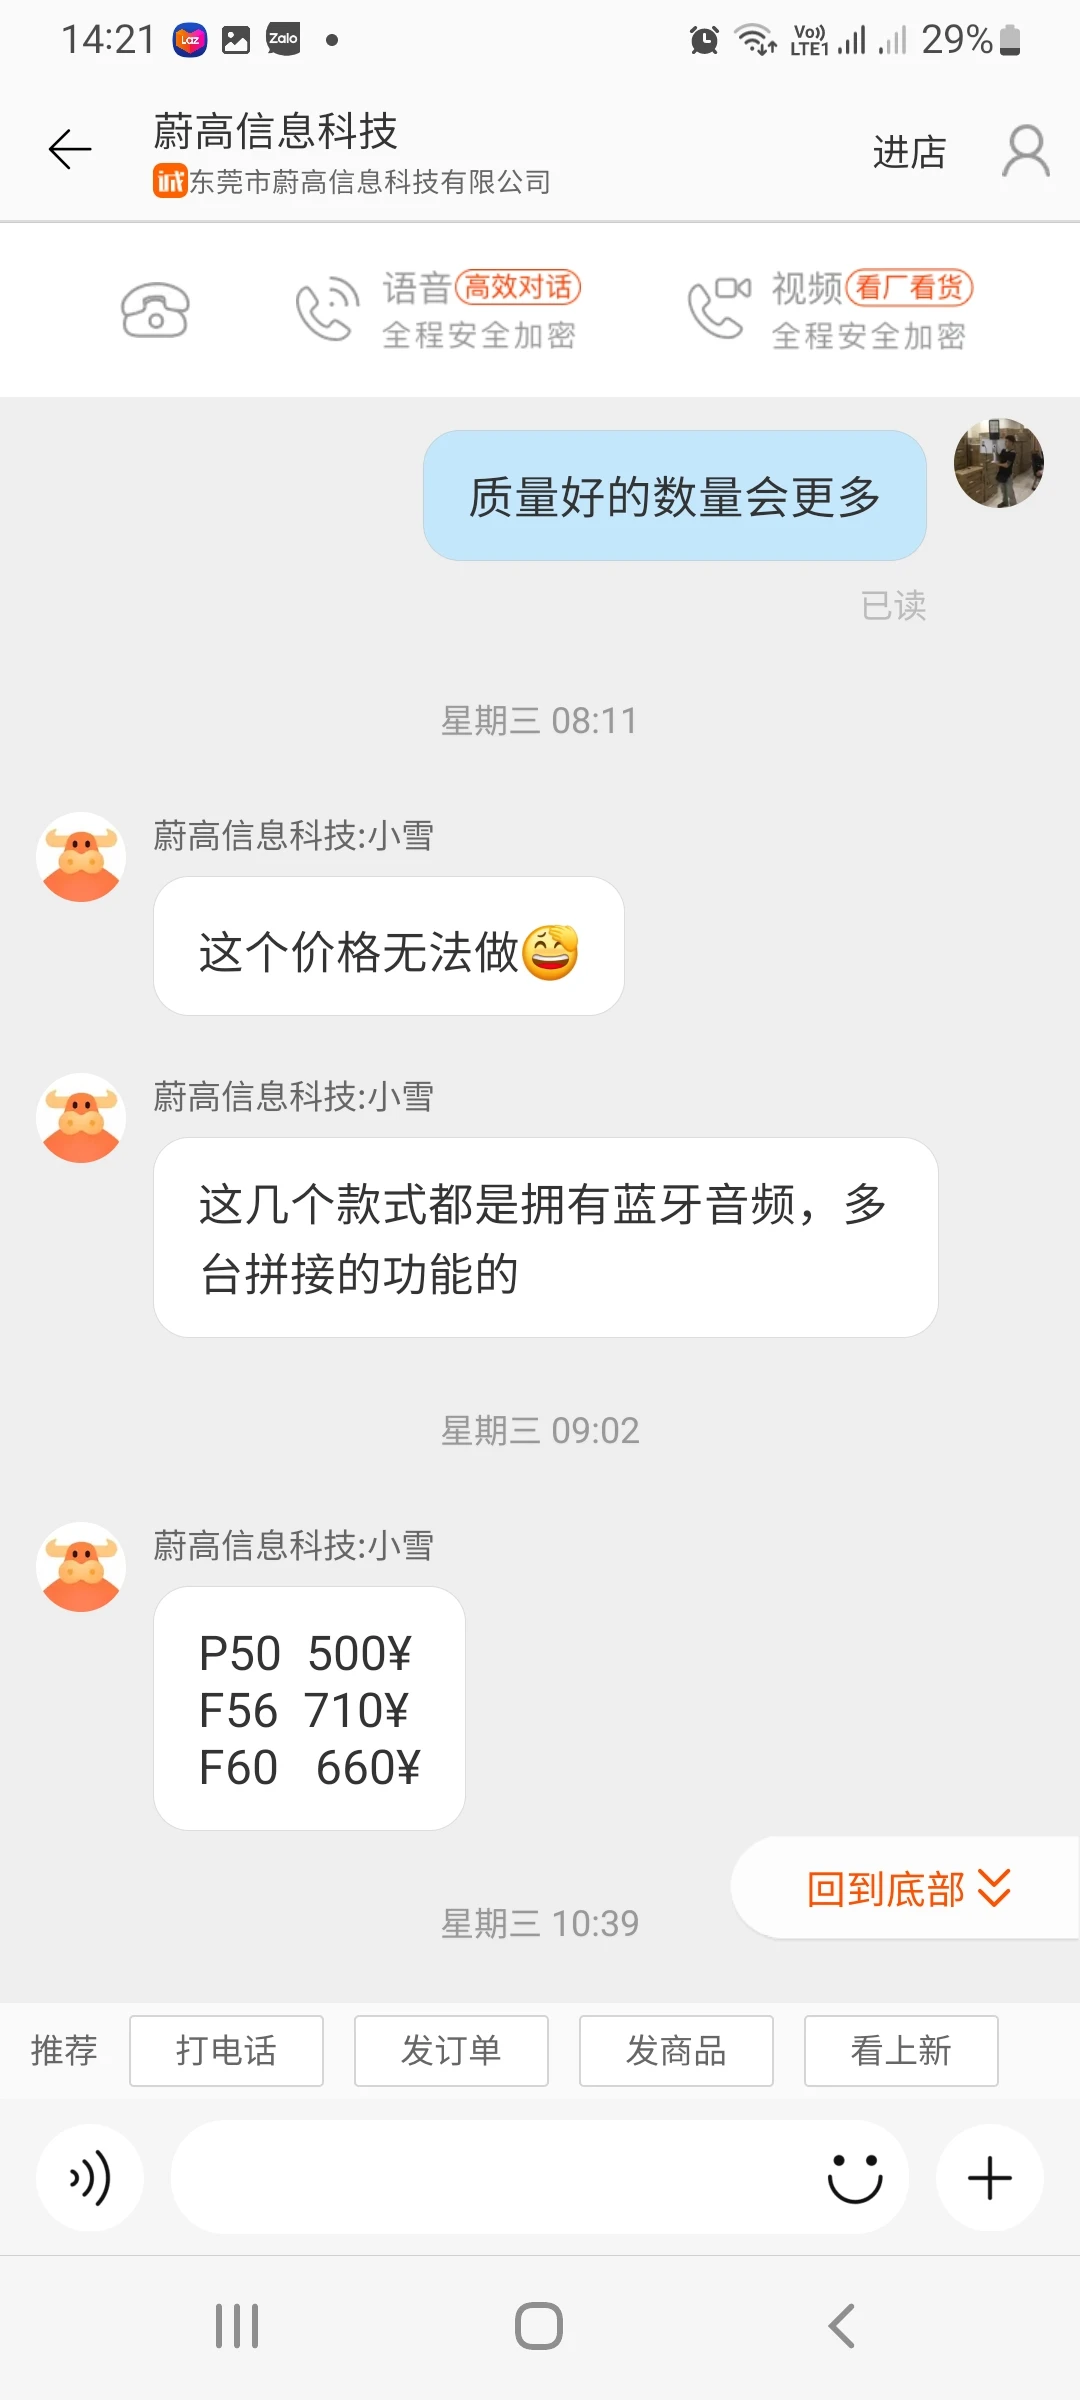 14:21
Laz
Zalo
Vo))
LTE1
29%
蔚高信息科技
诚东莞市蔚高信息科技有限公司
进店
语音 高效对话
全程安全加密
视频 看厂看货
全程安全加密
质量好的数量会更多
已读
星期三 08:11
蔚高信息科技:小雪
这个价格无法做😅
蔚高信息科技:小雪
这几个款式都是拥有蓝牙音频，多
台拼接的功能的
星期三 09:02
蔚高信息科技:小雪
P50 500¥
F56 710¥
F60 660¥
回到底部
星期三 10:39
推荐 打电话 发订单 发商品 看上新